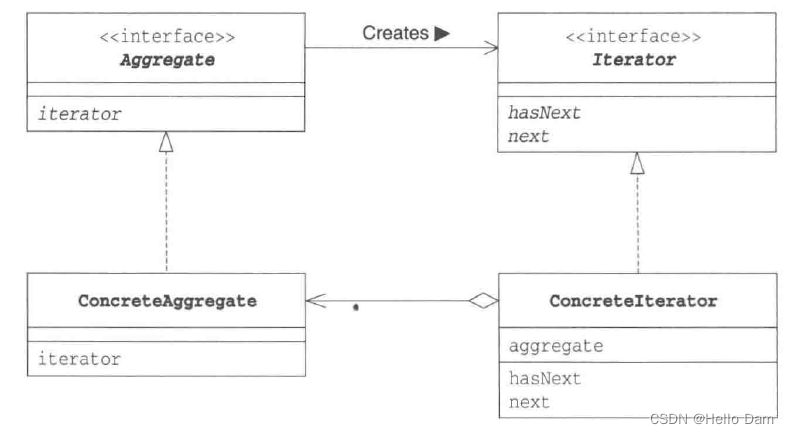 <<interface>>
Aggregate
iterator
Creates ▶
<<interface>>
Iterator
hasNext
next
ConcreteAggregate
iterator
ConcreteIterator
aggregate
hasNext
next
CSDN @Hello Dam